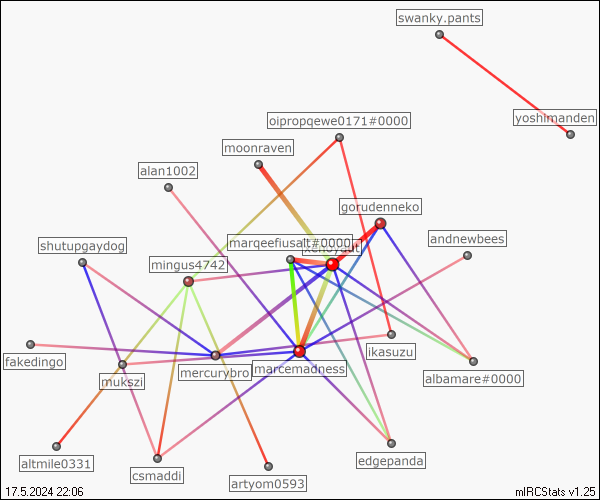 swanky.pants
yoshimanden
oipropqewe0171#0000
moonraven
alan1002
gorudenneko
marqeefiusalt#0000
xenoyaut
andnewbees
shutupgaydog
mingus4742
fakedingo
mukszi
mercurybro
marcemadness
ikasuzu
albamare#0000
altmile0331
csmaddi
artyom0593
edgepanda
17.5.2024 22:06
mIRCStats v1.25